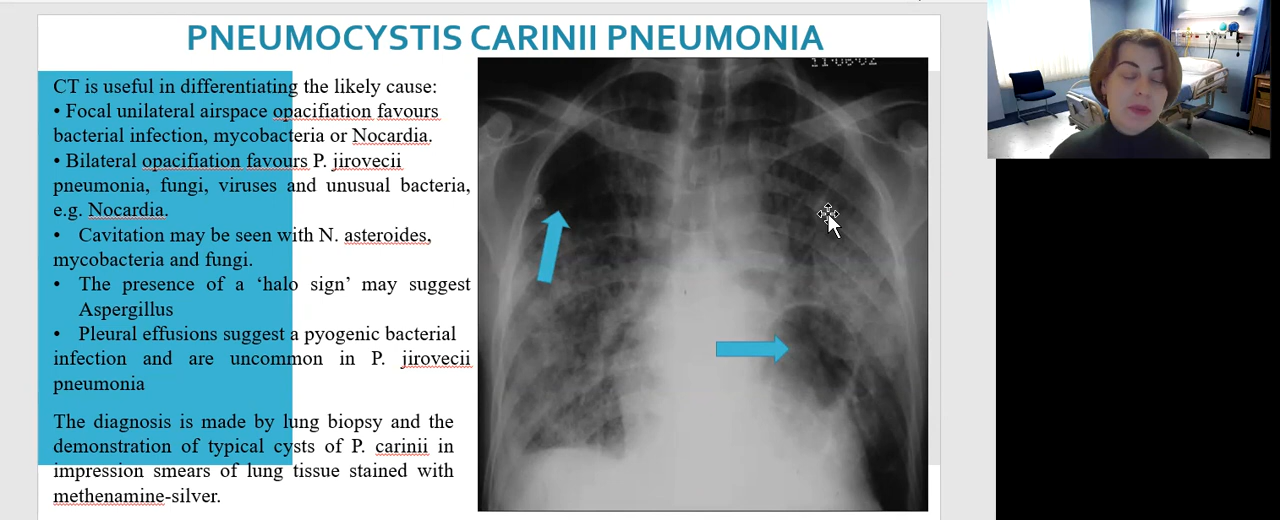 PNEUMOCYSTIS CARINII PNEUMONIA
CT is useful in differentiating the likely cause:
• Focal unilateral airspace opacifiation favours
bacterial infection, mycobacteria or Nocardia.
• Bilateral opacifiation favours P. jirovecii
pneumonia, fungi, viruses and unusual bacteria,
e.g. Nocardia.
• Cavitation may be seen with N. asteroides,
mycobacteria and fungi.
• The presence of a ‘halo sign’ may suggest
Aspergillus
• Pleural effusions suggest a pyogenic bacterial
infection and are uncommon in P. jirovecii
pneumonia
The diagnosis is made by lung biopsy and the
demonstration of typical cysts of P. carinii in
impression smears of lung tissue stained with
methenamine-silver.